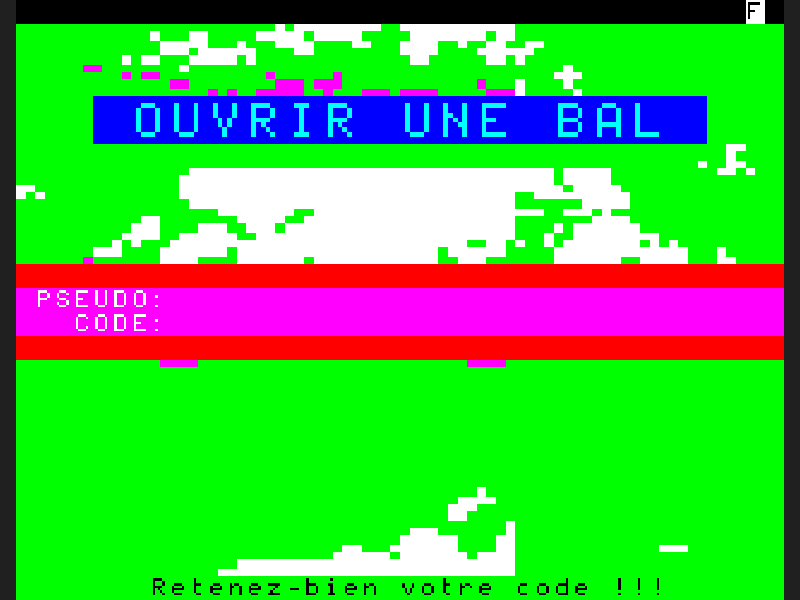 F
OUVRIR UNE BAL
PSEUDO:
CODE:
Retenez-bien votre code !!!